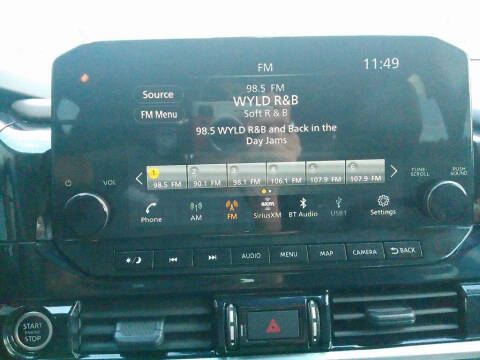 FM
11:49
Source
FM Menu
98.5 FM
WYLD R&B
Soft R & B
98.5 WYLD R&B and Back in the
Day Jams
1
98.5 FM 90.1 FM 98.1 FM 106.1 FM 107.9 FM 107.9 FM
VOL
TUNE·
SCROLL
PUSH
SOUND
Phone AM FM SiriusXM BT Audio USB1 Settings
AUDIO MENU MAP CAMERA BACK
START
STOP